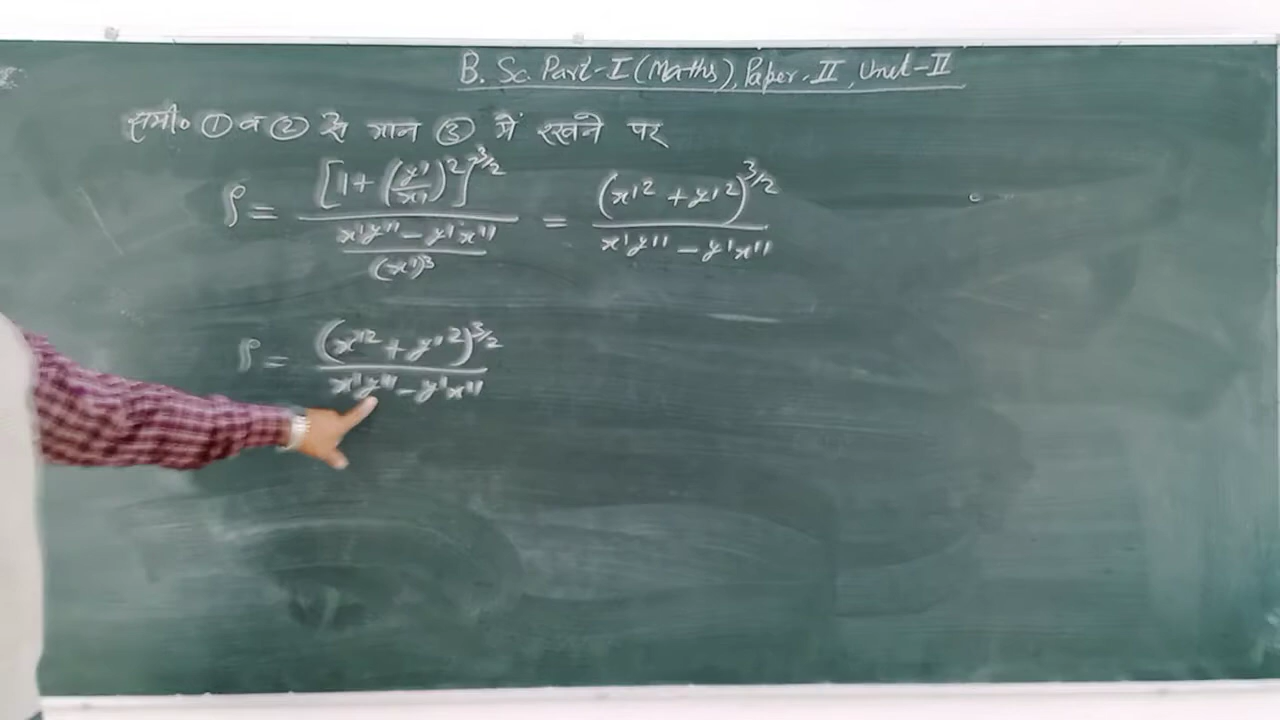 B. Sc. Part-I (Maths), Paper-II, Unit-II
समी० ① व ② से मान ③ में रखने पर
ρ = [1+(y'/x')²]^3/2 / ((x'y''-y'x'')/(x')³) = (x'²+y'²)^3/2 / (x'y''-y'x'')
ρ = (x'²+y'²)^3/2 / (x'y''-y'x'')